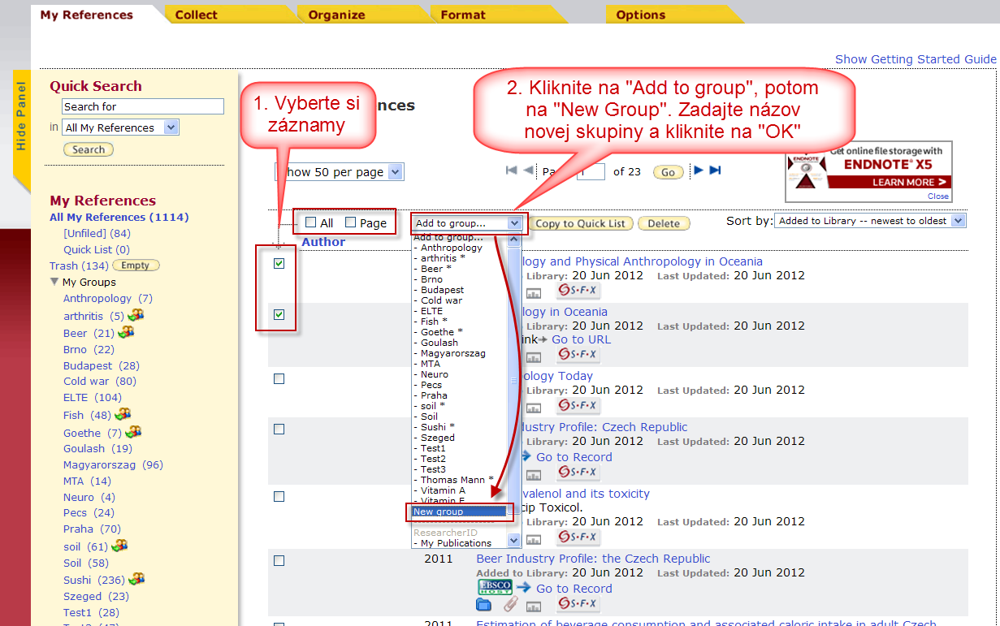 My References
Collect
Organize
Format
Options
Show Getting Started Guide
Hide Panel
Quick Search
Search for
in All My References
Search
My References
All My References (1114)
[Unfiled] (84)
Quick List (0)
Trash (134) Empty
My Groups
Anthropology (7)
arthritis (5)
Beer (21)
Brno (22)
Budapest (28)
Cold war (80)
ELTE (104)
Fish (48)
Goethe (7)
Goulash (19)
Magyarorszag (96)
MTA (14)
Neuro (4)
Pecs (24)
Praha (70)
soil (61)
Soil (58)
Sushi (236)
Szeged (23)
Test1 (28)
1. Vyberte si
záznamy
2. Kliknite na "Add to group", potom
na "New Group". Zadajte názov
novej skupiny a kliknite na "OK"
ences
how 50 per page
of 23 Go
Get online file storage with
ENDNOTE
ENDNOTE® X5
LEARN MORE >
Close
All Page
Add to group...
Copy to Quick List
Delete
Sort by: Added to Library -- newest to oldest
Author
Add to group...
- Anthropology
- arthritis *
- Beer *
- Brno
- Budapest
- Cold war
- ELTE
- Fish *
- Goethe *
- Goulash
- Magyarorszag
- MTA
- Neuro
- Pecs
- Praha
- soil *
- Soil
- Sushi *
- Szeged
- Test1
- Test2
- Test3
- Thomas Mann *
- Vitamin A
- Vitamin E
New group
ResearcherID
- My Publications
logy and Physical Anthropology in Oceania
Library: 20 Jun 2012 Last Updated: 20 Jun 2012
S·F·X
logy in Oceania
Library: 20 Jun 2012 Last Updated: 20 Jun 2012
ink Go to URL
S·F·X
ology Today
Library: 20 Jun 2012 Last Updated: 20 Jun 2012
S·F·X
dustry Profile: Czech Republic
Library: 20 Jun 2012 Last Updated: 20 Jun 2012
Go to Record
S·F·X
valenol and its toxicity
cip Toxicol.
Library: 20 Jun 2012 Last Updated: 20 Jun 2012
S·F·X
2011 Beer Industry Profile: the Czech Republic
Added to Library: 20 Jun 2012 Last Updated: 20 Jun 2012
EBSCO HOST Go to Record
S·F·X
2011 Estimation of beverage consumption and associated caloric intake in adult Czech